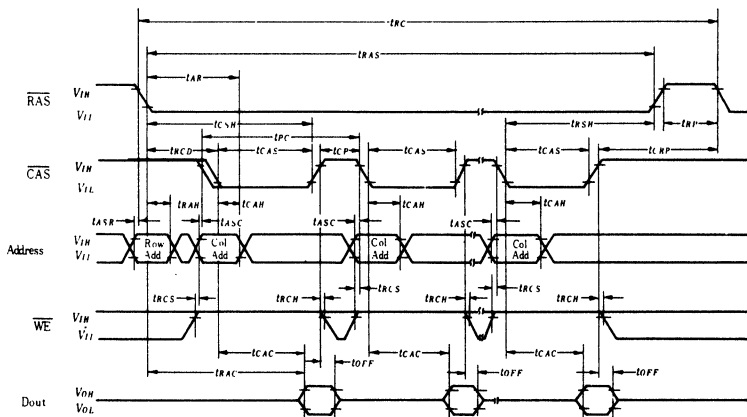 tRC
tRAS
tAR
RAS
VIH
VIL
tCSH
tRSH
tRP
tPC
tRCD
tCAS
tCP
tCAS
tCAS
tCRP
CAS
VIH
VIL
tRAH
tCAH
tCAH
tCAH
tASR
tASC
tASC
tASC
Address
VIH
VIL
Row Add
Col Add
Col Add
Col Add
tRCS
tRCH
tRCS
tRCH
tRCS
tRCH
WE
VIH
VIL
tCAC
tCAC
tCAC
tRAC
tOFF
tOFF
tOFF
Dout
VOH
VOL